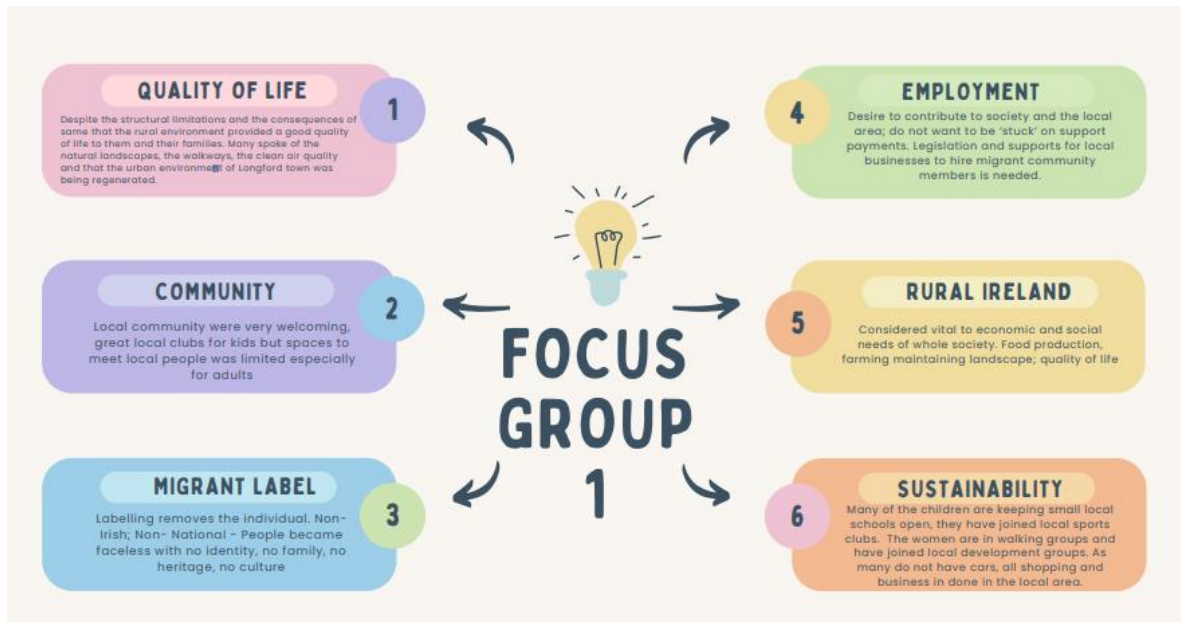 QUALITY OF LIFE
1
Despite the structural limitations and the consequences of
same that the rural environment provided a good quality
of life to them and their families. Many spoke of the
natural landscapes, the walkways, the clean air quality
and that the urban environment of Longford town was
being regenerated.
COMMUNITY
2
Local community were very welcoming,
great local clubs for kids but spaces to
meet local people was limited especially
for adults
MIGRANT LABEL
3
Labelling removes the individual. Non-
Irish; Non- National - People became
faceless with no identity, no family, no
heritage, no culture
FOCUS
GROUP
1
4
EMPLOYMENT
Desire to contribute to society and the local
area; do not want to be 'stuck' on support
payments. Legislation and supports for local
businesses to hire migrant community
members is needed.
5
RURAL IRELAND
Considered vital to economic and social
needs of whole society. Food production,
farming maintaining landscape; quality of life
6
SUSTAINABILITY
Many of the children are keeping small local
schools open, they have joined local sports
clubs. The women are in walking groups and
have joined local development groups. As
many do not have cars, all shopping and
business in done in the local area.